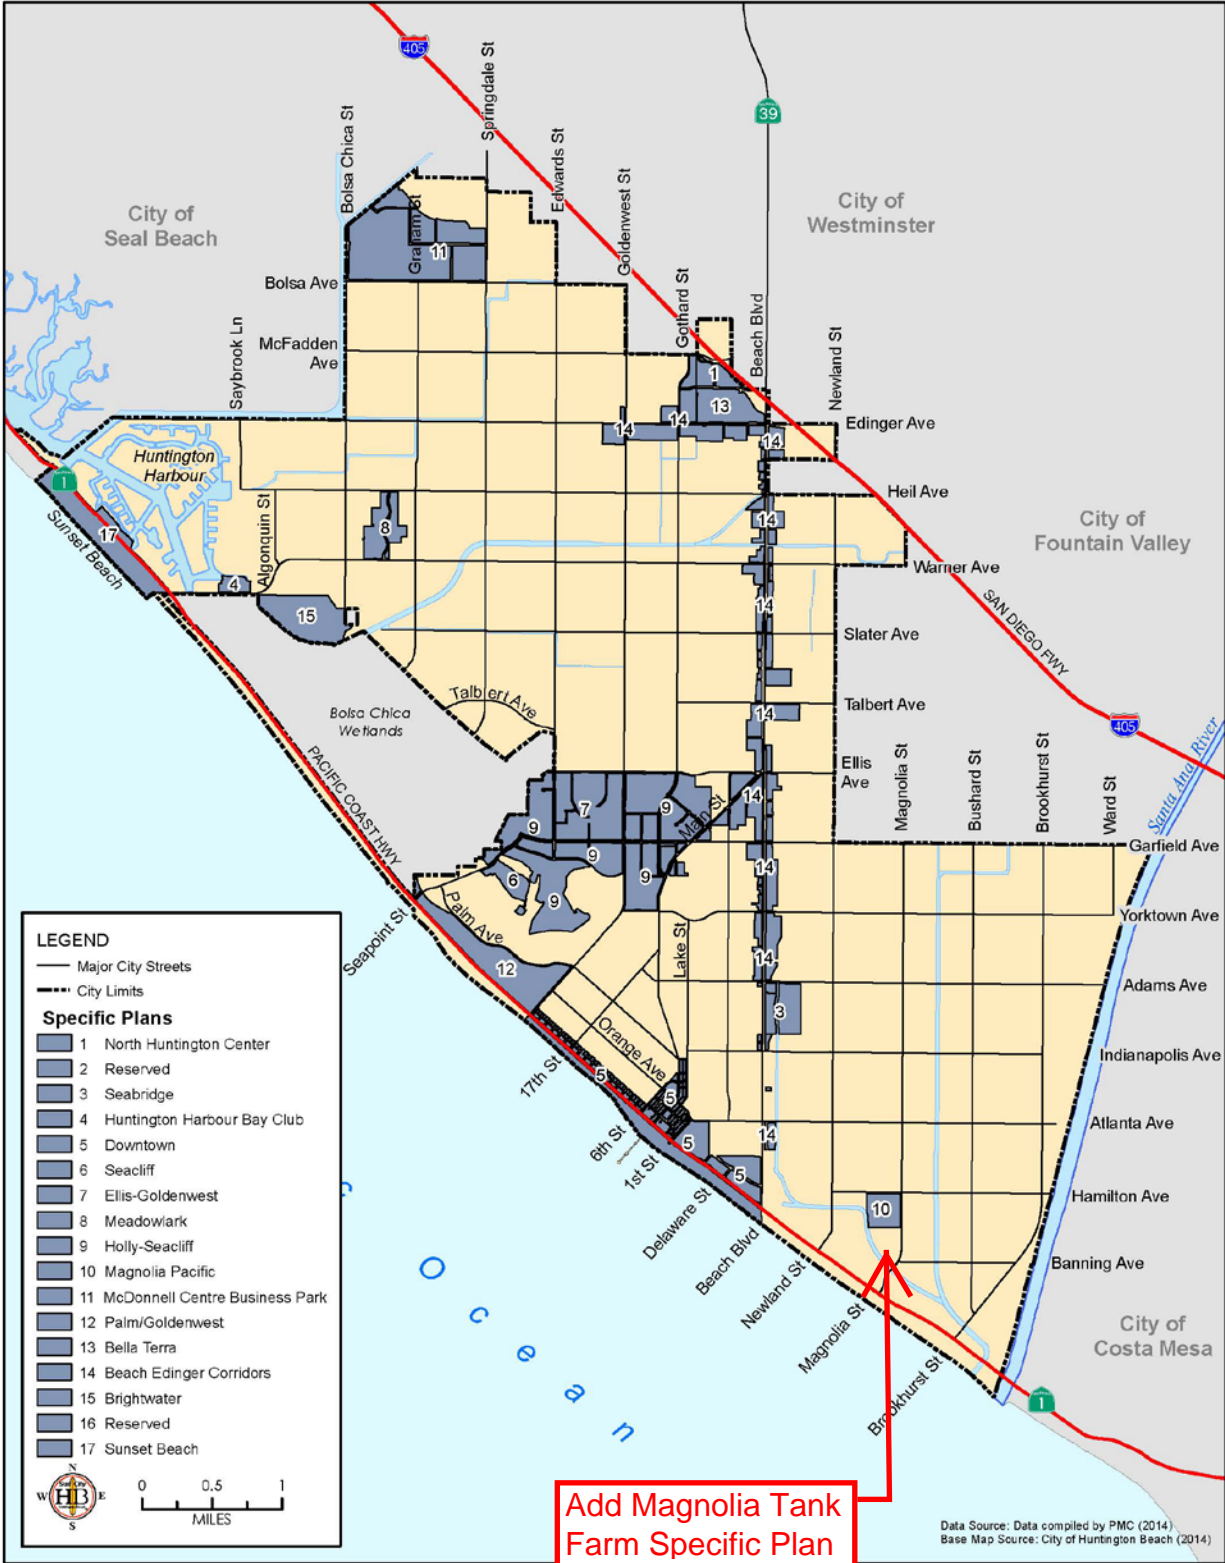 405
Springdale St
39
Bolsa Chica St
Edwards St
Goldenwest St
City of
Seal Beach
City of
Westminster
Graham St
11
Bolsa Ave
Gothard St
Beach Blvd
Newland St
Saybrook Ln
McFadden
Ave
1
13
14
14
14
Edinger Ave
Huntington
Harbour
1
Heil Ave
17
Sunset Beach
Algonquin St
8
14
City of
Fountain Valley
Warner Ave
4
15
14
SAN DIEGO FWY
Slater Ave
Talbert Ave
Bolsa Chica
Wetlands
14
Talbert Ave
405
PACIFIC COAST HWY
Ellis
Ave
Magnolia St
Bushard St
Brookhurst St
Ward St
Santa Ana River
7
9
14
Main St
9
9
Garfield Ave
6
9
9
14
Seapoint St
Palm Ave
Yorktown Ave
Lake St
12
14
Adams Ave
3
17th St
Orange Ave
Indianapolis Ave
5
5
6th St
1st St
5
14
Atlanta Ave
5
Delaware St
Beach Blvd
10
Hamilton Ave
Newland St
Banning Ave
Magnolia St
Brookhurst St
City of
Costa Mesa
1
c
O c e a n
LEGEND
Major City Streets
City Limits
Specific Plans
1 North Huntington Center
2 Reserved
3 Seabridge
4 Huntington Harbour Bay Club
5 Downtown
6 Seacliff
7 Ellis-Goldenwest
8 Meadowlark
9 Holly-Seacliff
10 Magnolia Pacific
11 McDonnell Centre Business Park
12 Palm/Goldenwest
13 Bella Terra
14 Beach Edinger Corridors
15 Brightwater
16 Reserved
17 Sunset Beach
N
W HB E
S
0 0.5 1
MILES
Add Magnolia Tank
Farm Specific Plan
Data Source: Data compiled by PMC (2014)
Base Map Source: City of Huntington Beach (2014)